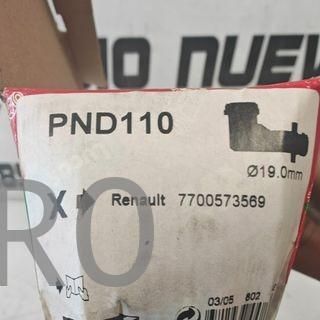 O NUEV
PND110
Ø19.0mm
X Renault 7700573569
RO
03/05 802